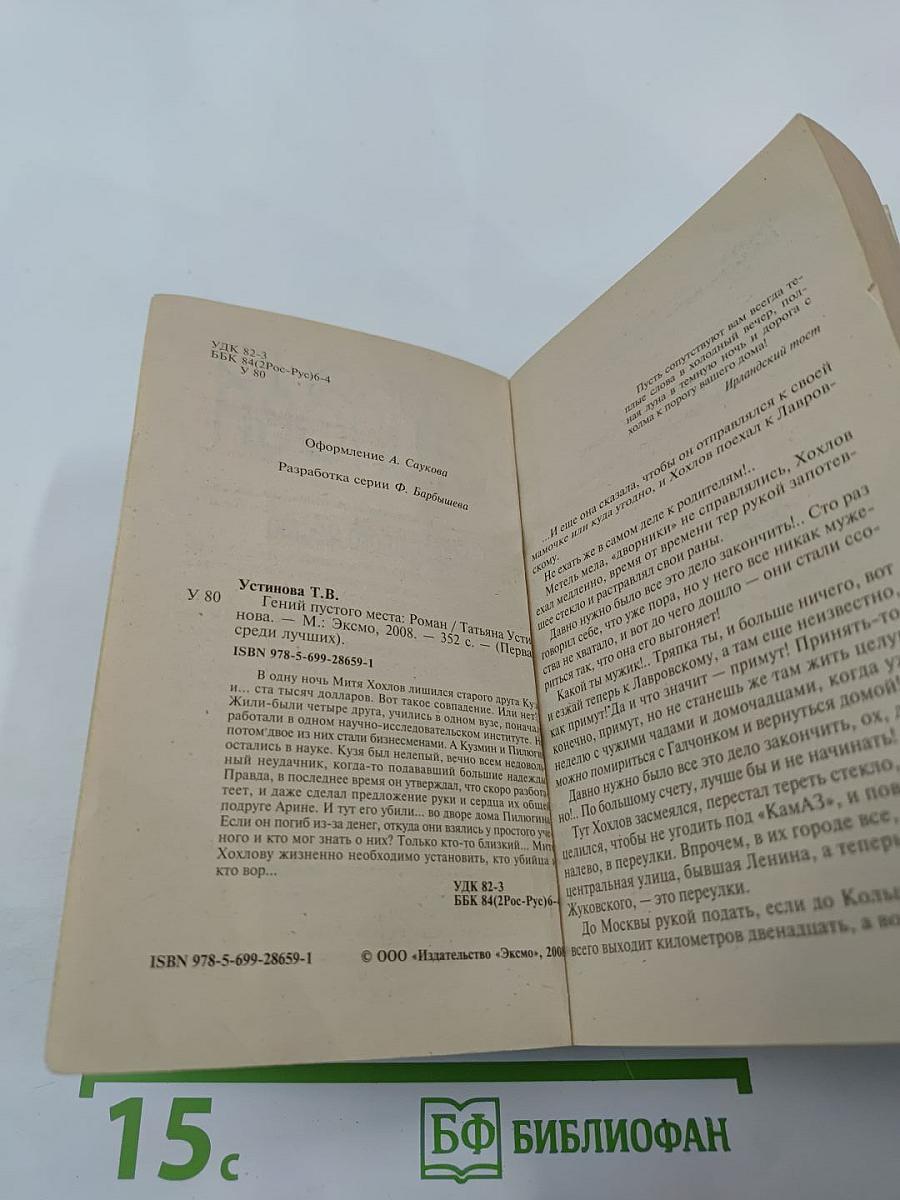 УДК 82-3
ББК 84(2Рос-Рус)6-4
У 80
Оформление А. Саукова
Разработка серии Ф. Барбышева
Устинова Т.В.
У 80 Гений пустого места: Роман / Татьяна Усти
нова. — М.: Эксмо, 2008. — 352 с. — (Перва
среди лучших).
ISBN 978-5-699-28659-1
В одну ночь Митя Хохлов лишился старого друга Ку
и... ста тысяч долларов. Вот такое совпадение. Или нет?
Жили-были четыре друга, учились в одном вузе, понача
работали в одном научно-исследовательском институте. Н
потом двое из них стали бизнесменами. А Кузмин и Пилюги
остались в науке. Кузя был нелепый, вечно всем недоволь
ный неудачник, когда-то подававший большие надежды
Правда, в последнее время он утверждал, что скоро разбога
теет, и даже сделал предложение руки и сердца их обще
подруге Арине. И тут его убили... во дворе дома Пилюгина
Если он погиб из-за денег, откуда они взялись у простого уче
ного и кто мог знать о них? Только кто-то близкий... Мит
Хохлову жизненно необходимо установить, кто убийца и
кто вор...
УДК 82-3
ББК 84(2Рос-Рус)6-4
ISBN 978-5-699-28659-1
© ООО «Издательство «Эксмо», 2008
Пусть сопутствуют вам всегда те-
плые слова в холодный вечер, пол-
ная луна в темную ночь и дорога с
холма к порогу вашего дома!
Ирландский тост
...И еще она сказала, чтобы он отправлялся к своей
мамочке или куда угодно, и Хохлов поехал к Лавров-
скому.
Не ехать же в самом деле к родителям!..
Метель мела, «дворники» не справлялись, Хохлов
ехал медленно, время от времени тер рукой запотев-
шее стекло и растравлял свои раны.
Давно нужно было все это дело закончить!.. Сто раз
говорил себе, что уже пора, но у него все никак муже-
ства не хватало, и вот до чего дошло — они стали ссо-
риться так, что она его выгоняет!
Какой ты мужик!.. Тряпка ты, и больше ничего, вот
и езжай теперь к Лавровскому, а там еще неизвестно,
как примут! Да и что значит — примут! Принять-то
конечно, примут, но не станешь же там жить целу
неделю с чужими чадами и домочадцами, когда уж
можно помириться с Галчонком и вернуться домой!
Давно нужно было все это дело закончить, ох, д
но!.. По большому счету, лучше бы и не начинать!
Тут Хохлов засмеялся, перестал тереть стекло,
целился, чтобы не угодить под «КамАЗ», и пов
налево, в переулки. Впрочем, в их городе все,
центральная улица, бывшая Ленина, а теперь
Жуковского, — это переулки.
До Москвы рукой подать, если до Коль
всего выходит километров двенадцать, а во
15 с
БФ БИБЛИОФАН